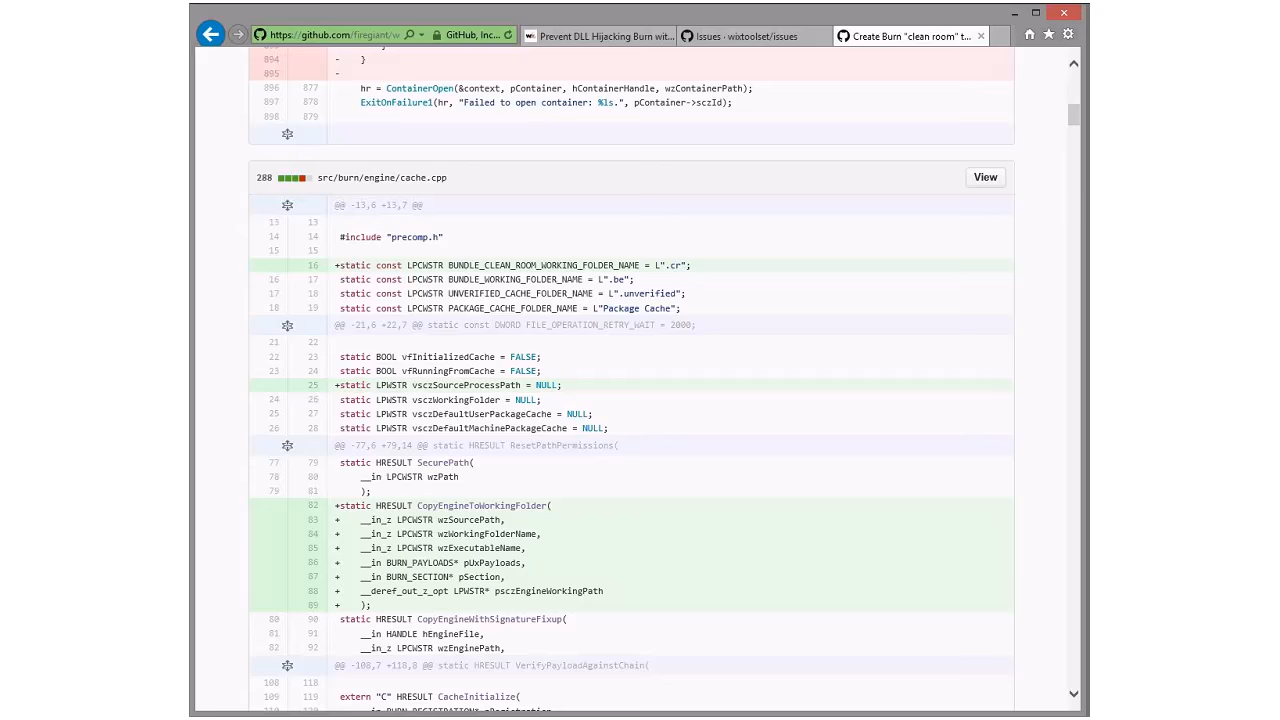 https://github.com/firegiant/w
GitHub, Inc...
Prevent DLL Hijacking Burn wit...
Issues · wixtoolset/issues
Create Burn "clean room" t...
894 - }
895 -
896 877 hr = ContainerOpen(&context, pContainer, hContainerHandle, wzContainerPath);
897 878 ExitOnFailure1(hr, "Failed to open container: %ls.", pContainer->sczId);
898 879
288 src/burn/engine/cache.cpp View
@@ -13,6 +13,7 @@
13 13
14 14 #include "precomp.h"
15 15
16 +static const LPCWSTR BUNDLE_CLEAN_ROOM_WORKING_FOLDER_NAME = L".cr";
16 17 static const LPCWSTR BUNDLE_WORKING_FOLDER_NAME = L".be";
17 18 static const LPCWSTR UNVERIFIED_CACHE_FOLDER_NAME = L".unverified";
18 19 static const LPCWSTR PACKAGE_CACHE_FOLDER_NAME = L"Package Cache";
@@ -21,6 +22,7 @@ static const DWORD FILE_OPERATION_RETRY_WAIT = 2000;
21 22
22 23 static BOOL vfInitializedCache = FALSE;
23 24 static BOOL vfRunningFromCache = FALSE;
25 +static LPWSTR vsczSourceProcessPath = NULL;
24 26 static LPWSTR vsczWorkingFolder = NULL;
25 27 static LPWSTR vsczDefaultUserPackageCache = NULL;
26 28 static LPWSTR vsczDefaultMachinePackageCache = NULL;
@@ -77,6 +79,14 @@ static HRESULT ResetPathPermissions(
77 79 static HRESULT SecurePath(
78 80 __in LPCWSTR wzPath
79 81 );
82 +static HRESULT CopyEngineToWorkingFolder(
83 + __in_z LPCWSTR wzSourcePath,
84 + __in_z LPCWSTR wzWorkingFolderName,
85 + __in_z LPCWSTR wzExecutableName,
86 + __in BURN_PAYLOADS* pUxPayloads,
87 + __in BURN_SECTION* pSection,
88 + __deref_out_z_opt LPWSTR* psczEngineWorkingPath
89 + );
80 90 static HRESULT CopyEngineWithSignatureFixup(
81 91 __in HANDLE hEngineFile,
82 92 __in_z LPCWSTR wzEnginePath,
@@ -108,7 +118,8 @@ static HRESULT VerifyPayloadAgainstChain(
108 118
109 119 extern "C" HRESULT CacheInitialize(